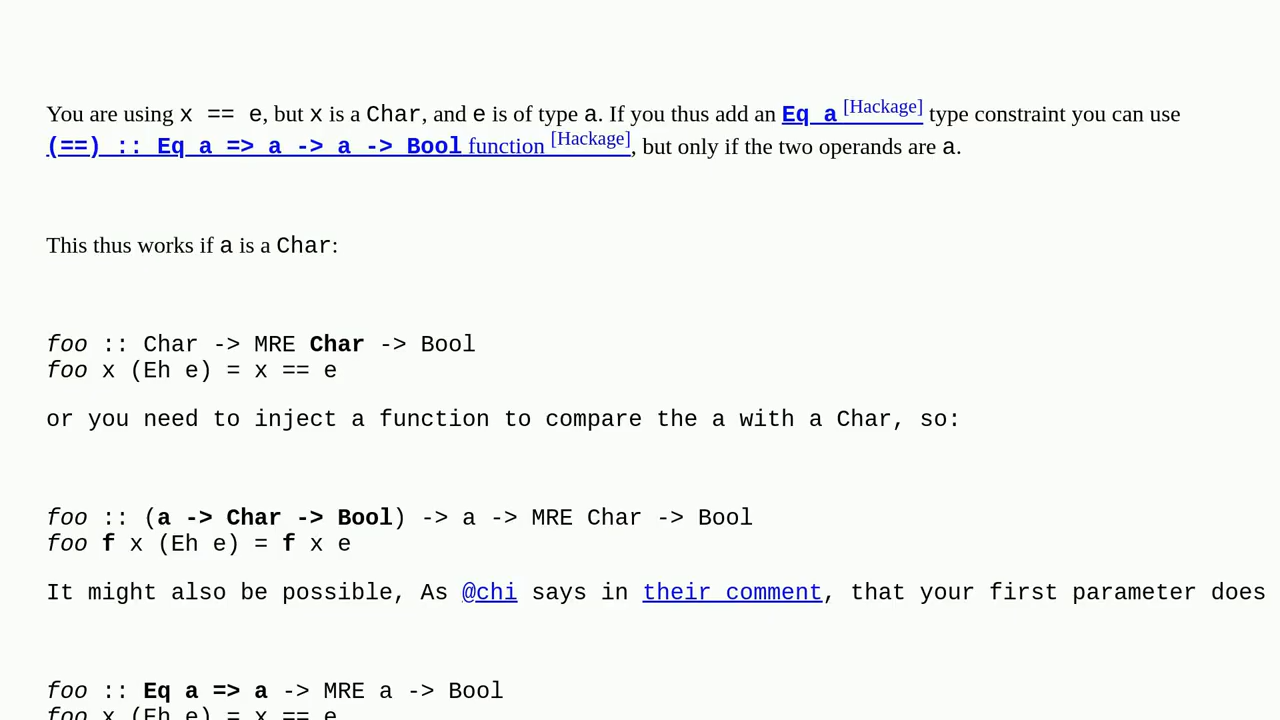 You are using x == e, but x is a Char, and e is of type a. If you thus add an Eq a [Hackage] type constraint you can use
(==) :: Eq a => a -> a -> Bool function [Hackage], but only if the two operands are a.
This thus works if a is a Char:
foo :: Char -> MRE Char -> Bool
foo x (Eh e) = x == e
or you need to inject a function to compare the a with a Char, so:
foo :: (a -> Char -> Bool) -> a -> MRE Char -> Bool
foo f x (Eh e) = f x e
It might also be possible, As @chi says in their comment, that your first parameter does
foo :: Eq a => a -> MRE a -> Bool
foo x (Eh e) = x == e